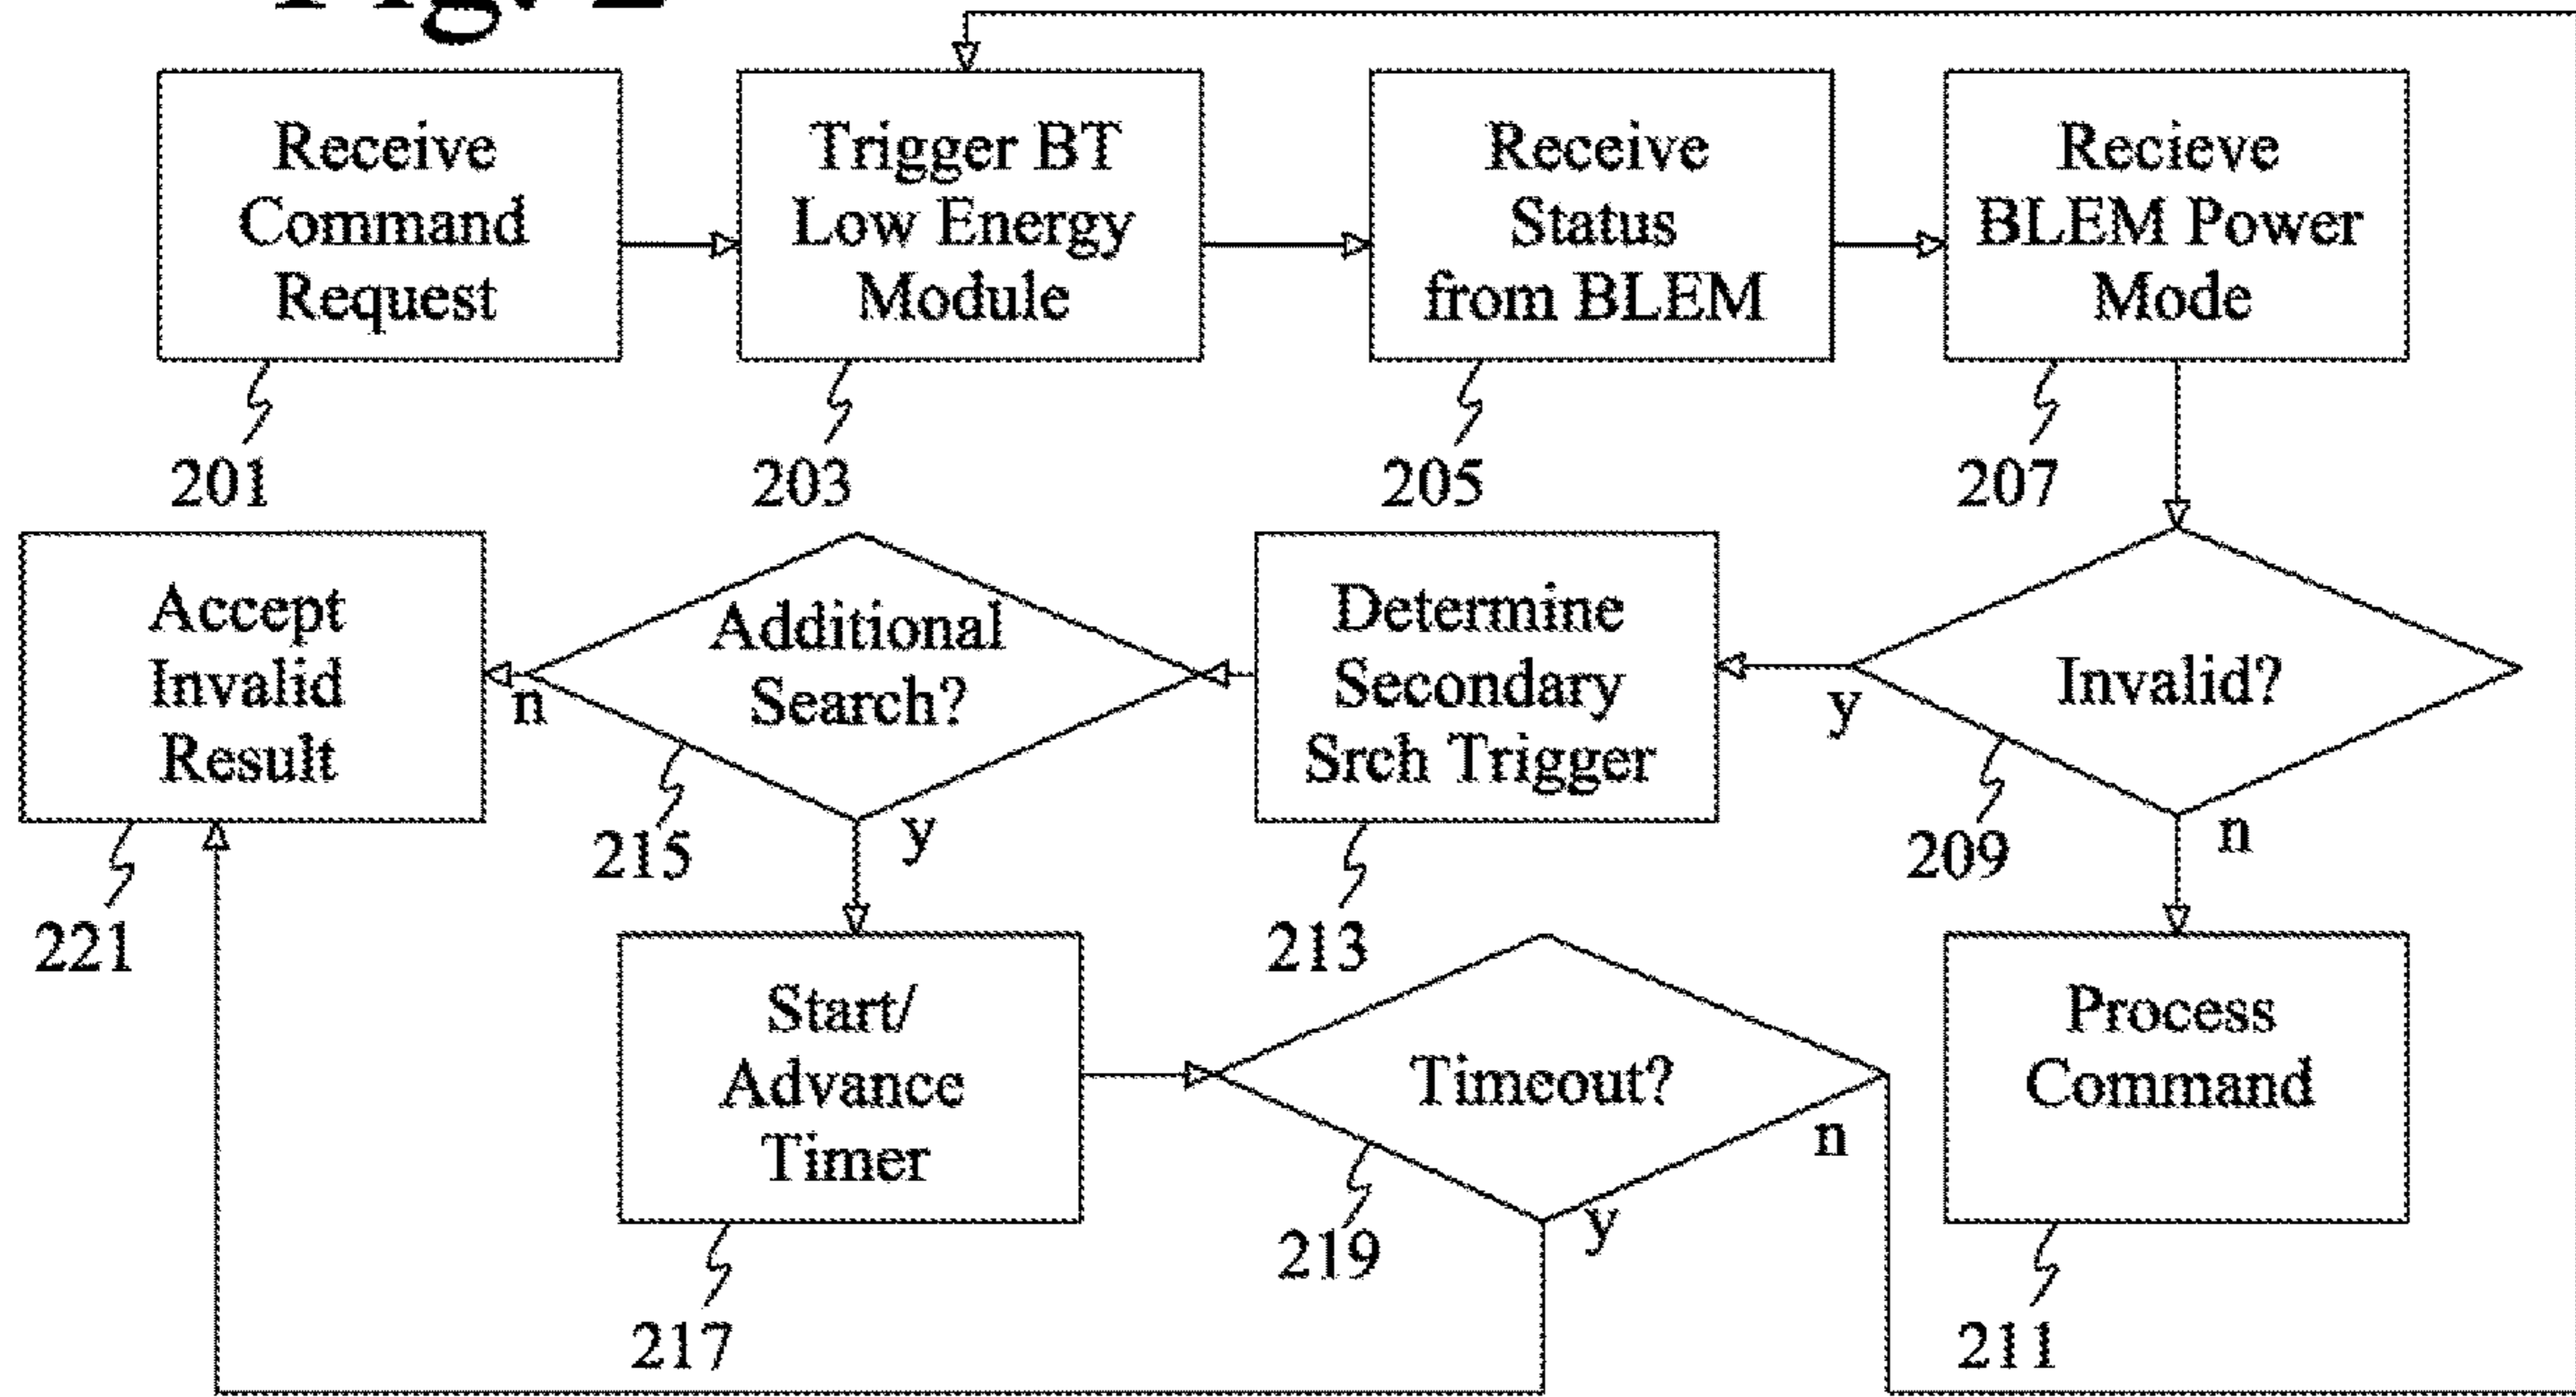 Fig. 2
Receive
Command
Request
Trigger BT
Low Energy
Module
Receive
Status
from BLEM
Recieve
BLEM Power
Mode
201
203
205
207
Accept
Invalid
Result
n
Additional
Search?
y
Determine
Secondary
Srch Trigger
y
Invalid?
n
221
215
213
209
Start/
Advance
Timer
Timeout?
n
y
Process
Command
217
219
211